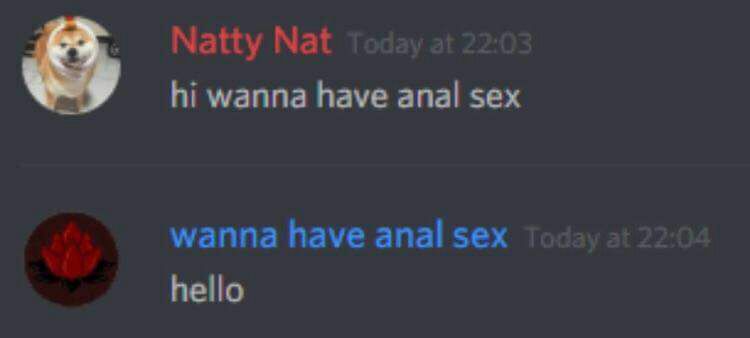 Natty Nat Today at 22:03
hi wanna have anal sex
wanna have anal sex Today at 22:04
hello